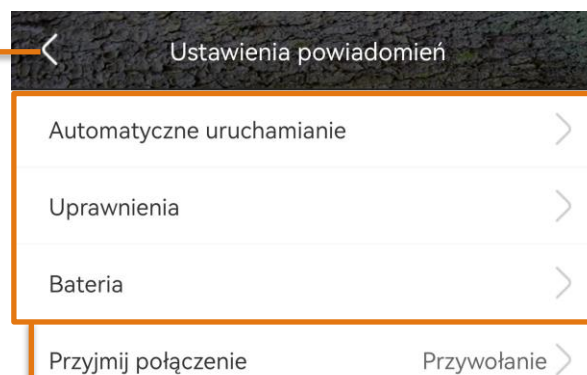 Ustawienia powiadomień
Automatyczne uruchamianie
Uprawnienia
Bateria
Przyjmij połączenie Przywołanie